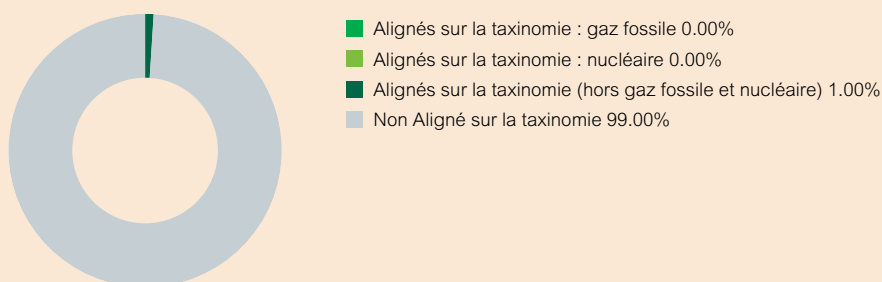 Alignés sur la taxinomie : gaz fossile 0.00%
Alignés sur la taxinomie : nucléaire 0.00%
Alignés sur la taxinomie (hors gaz fossile et nucléaire) 1.00%
Non Aligné sur la taxinomie 99.00%